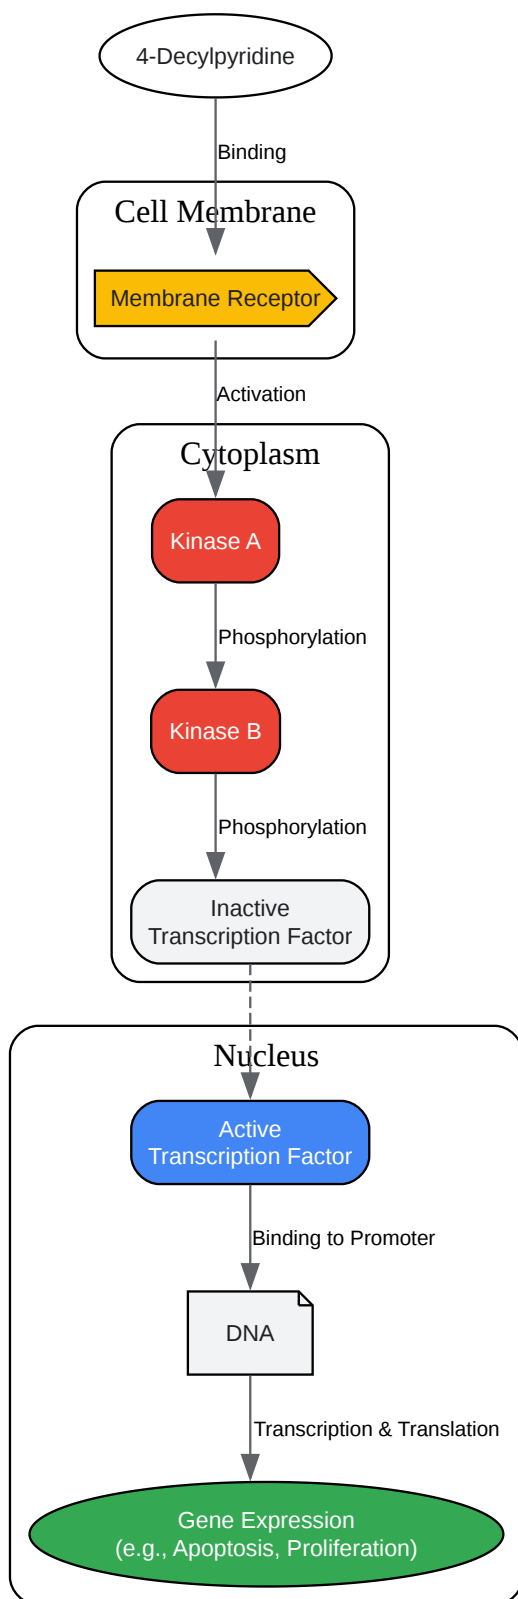 4-Decylpyridine
Binding
Cell Membrane
Membrane Receptor
Activation
Cytoplasm
Kinase A
Phosphorylation
Kinase B
Phosphorylation
Inactive
Transcription Factor
Nucleus
Active
Transcription Factor
Binding to Promoter
DNA
Transcription & Translation
Gene Expression
(e.g., Apoptosis, Proliferation)